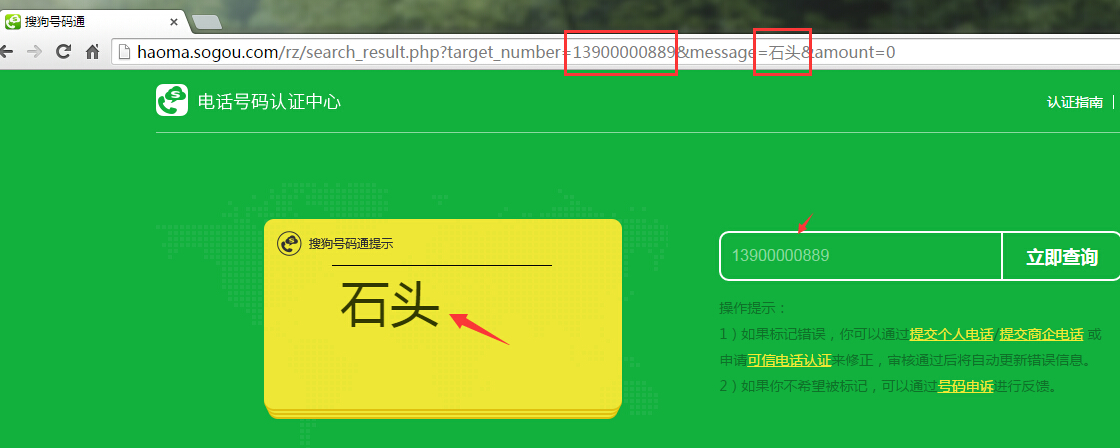 搜狗号码通
haoma.sogou.com/rz/search_result.php?target_number=13900000889&message=石头&amount=0
电话号码认证中心
认证指南
搜狗号码通提示
石头
13900000889
立即查询
操作提示：
1）如果标记错误，你可以通过提交个人电话/提交商企电话 或
申请可信电话认证来修正，审核通过后将自动更新错误信息。
2）如果你不希望被标记，可以通过号码申诉进行反馈。